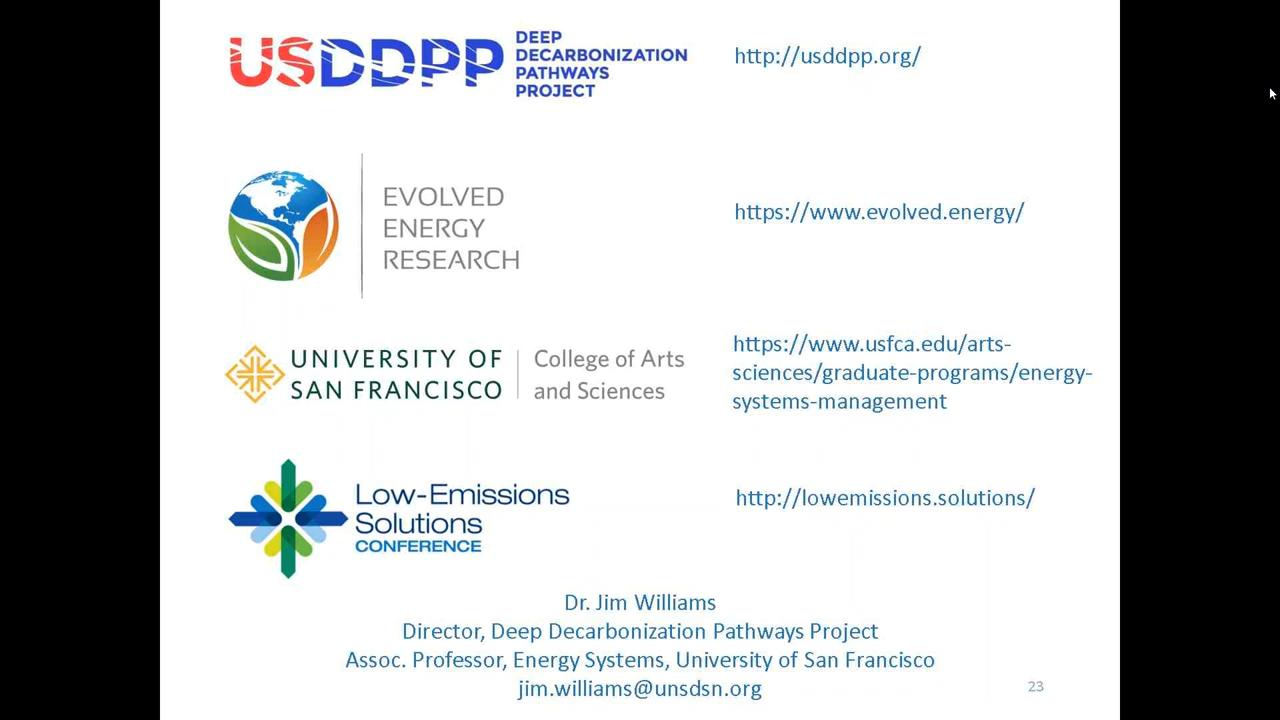 USDDPP
DEEP
DECARBONIZATION
PATHWAYS
PROJECT
http://usddpp.org/
EVOLVED
ENERGY
RESEARCH
https://www.evolved.energy/
UNIVERSITY OF
SAN FRANCISCO
College of Arts
and Sciences
https://www.usfca.edu/arts-
sciences/graduate-programs/energy-
systems-management
Low-Emissions
Solutions
CONFERENCE
http://lowemissions.solutions/
Dr. Jim Williams
Director, Deep Decarbonization Pathways Project
Assoc. Professor, Energy Systems, University of San Francisco
jim.williams@unsdsn.org
23